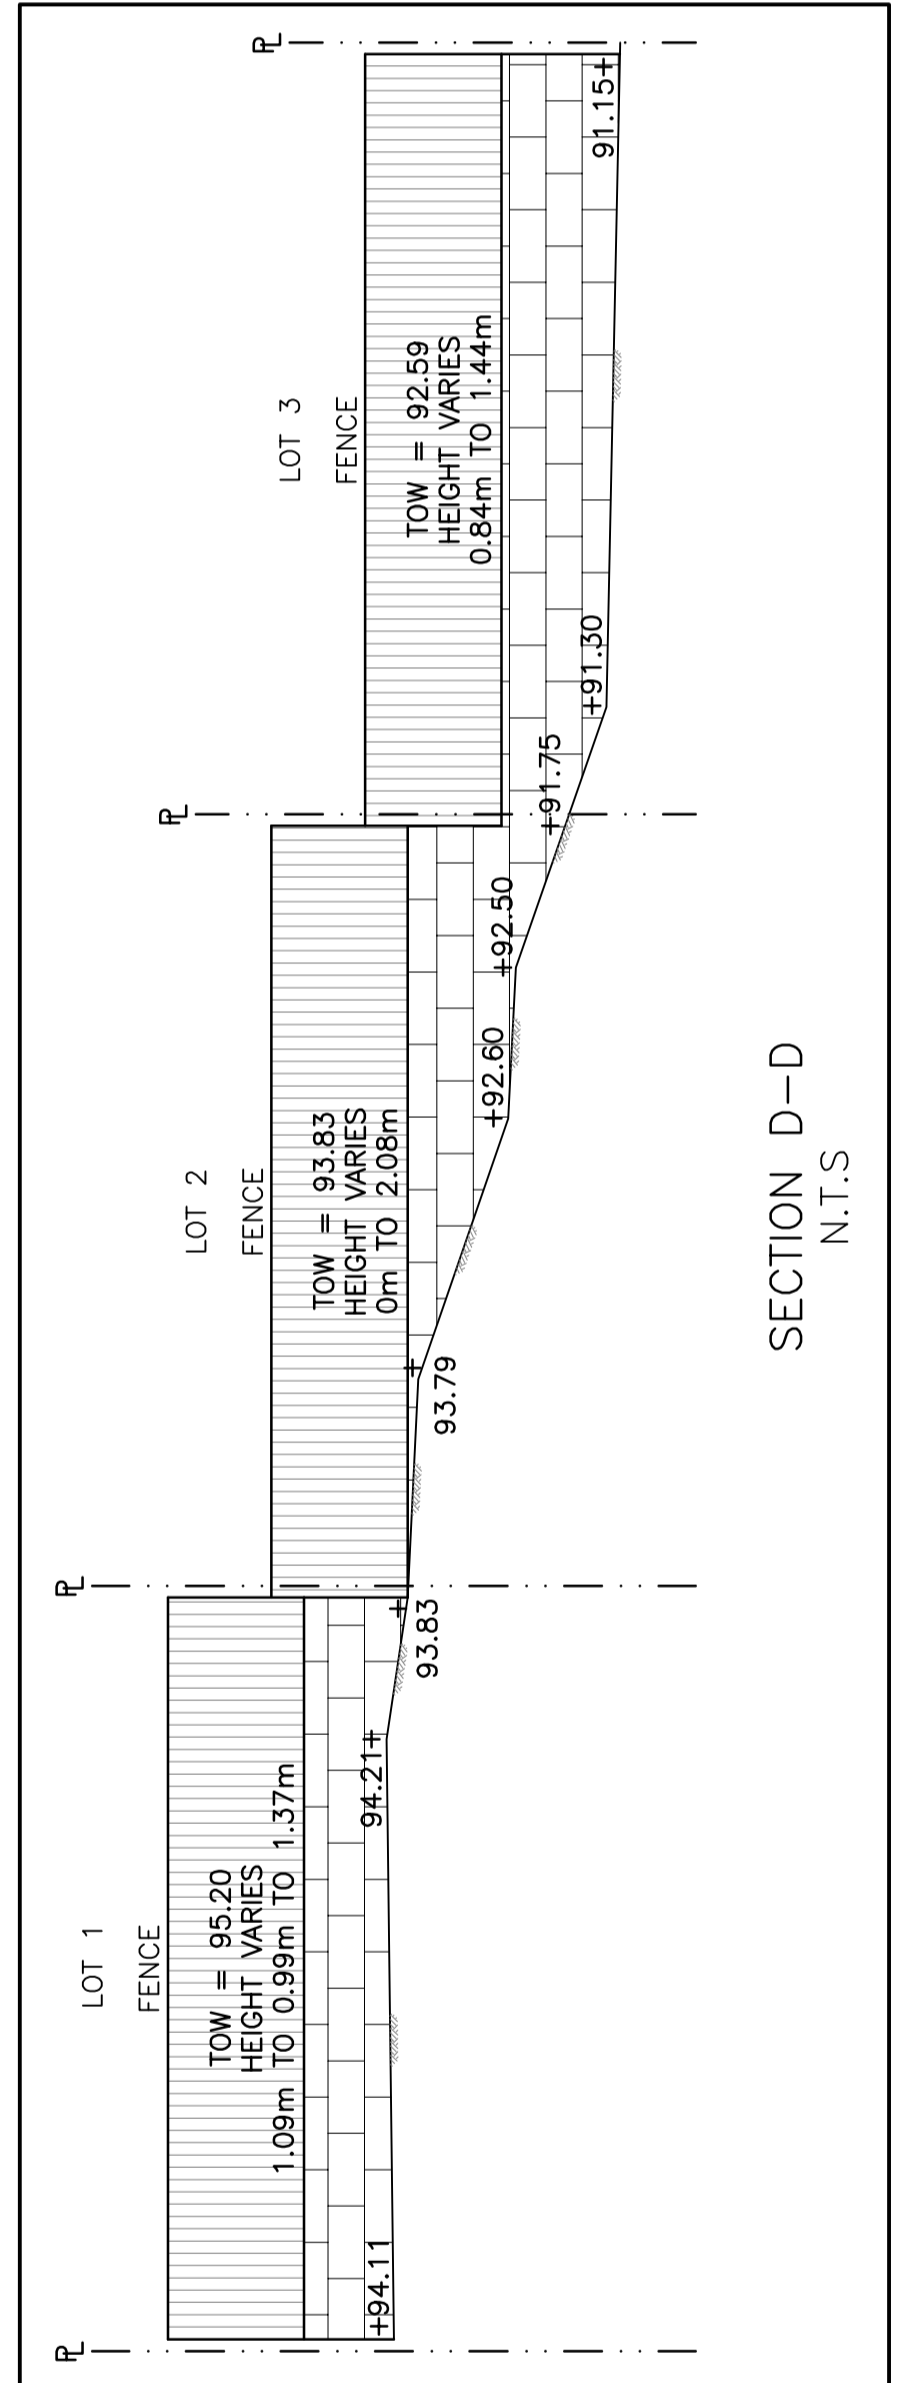 LOT 1
FENCE
TOW = 95.20
HEIGHT VARIES
1.09m TO 0.99m TO 1.37m
+94.11
94.21+
+
93.83
LOT 2
FENCE
TOW = 93.83
HEIGHT VARIES
0m TO 2.08m
+
93.79
+92.60
+92.50
+91.75
LOT 3
FENCE
TOW = 92.59
HEIGHT VARIES
0.84m TO 1.44m
+91.30
91.15+
PL
PL
PL
PL
SECTION D-D
N.T.S